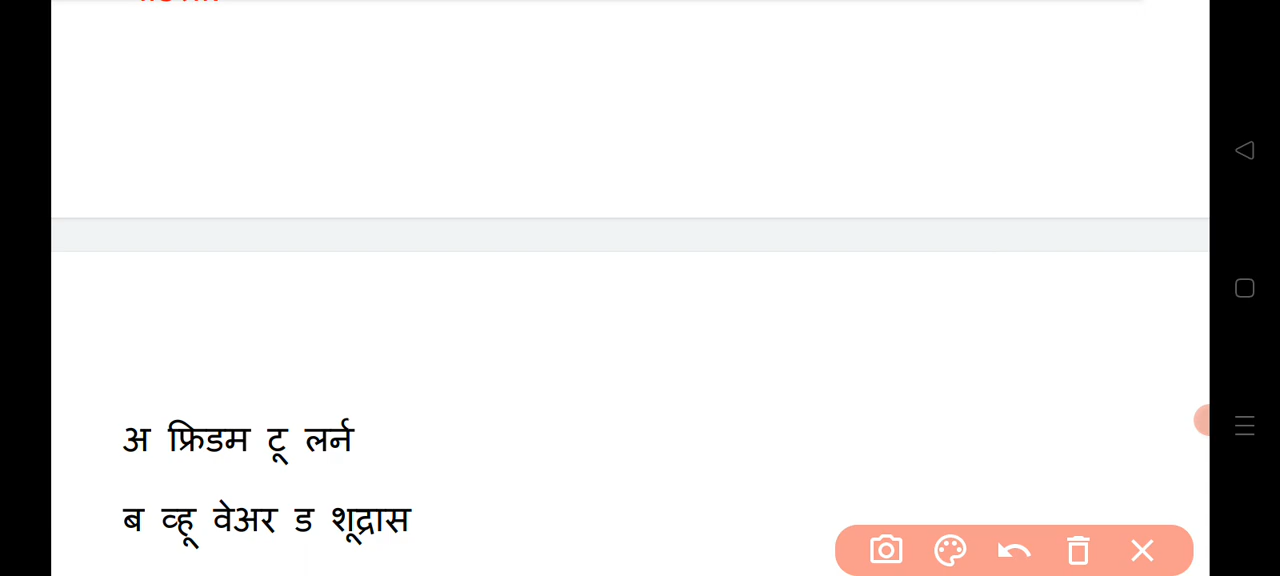 अ फ्रिडम टू लर्न
ब व्हू वेअर ड शूद्रास